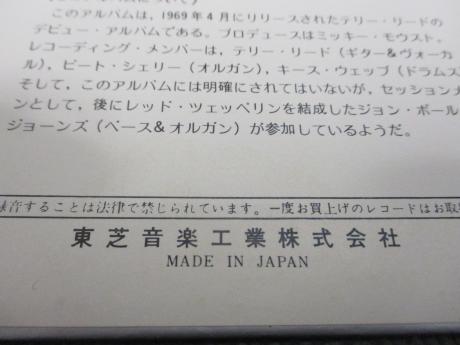 このアルバムは，1969年4月にリリースされたテリー・リードの
デビュー・アルバムである。プロデュースはミッキー・モウスト。
レコーディング・メンバーは，テリー・リード（ギター&ヴォーカ
ル），ピート・シェリー（オルガン），キース・ウェッブ（ドラムス
そして，このアルバムには明確にされてはいないが，セッションメ
ンとして，後にレッド・ツェッペリンを結成したジョン・ポール
ジョーンズ（ベース&オルガン）が参加しているようだ。
録音することは法律で禁じられています。一度お買上げのレコードはお取
東芝音楽工業株式会社
MADE IN JAPAN